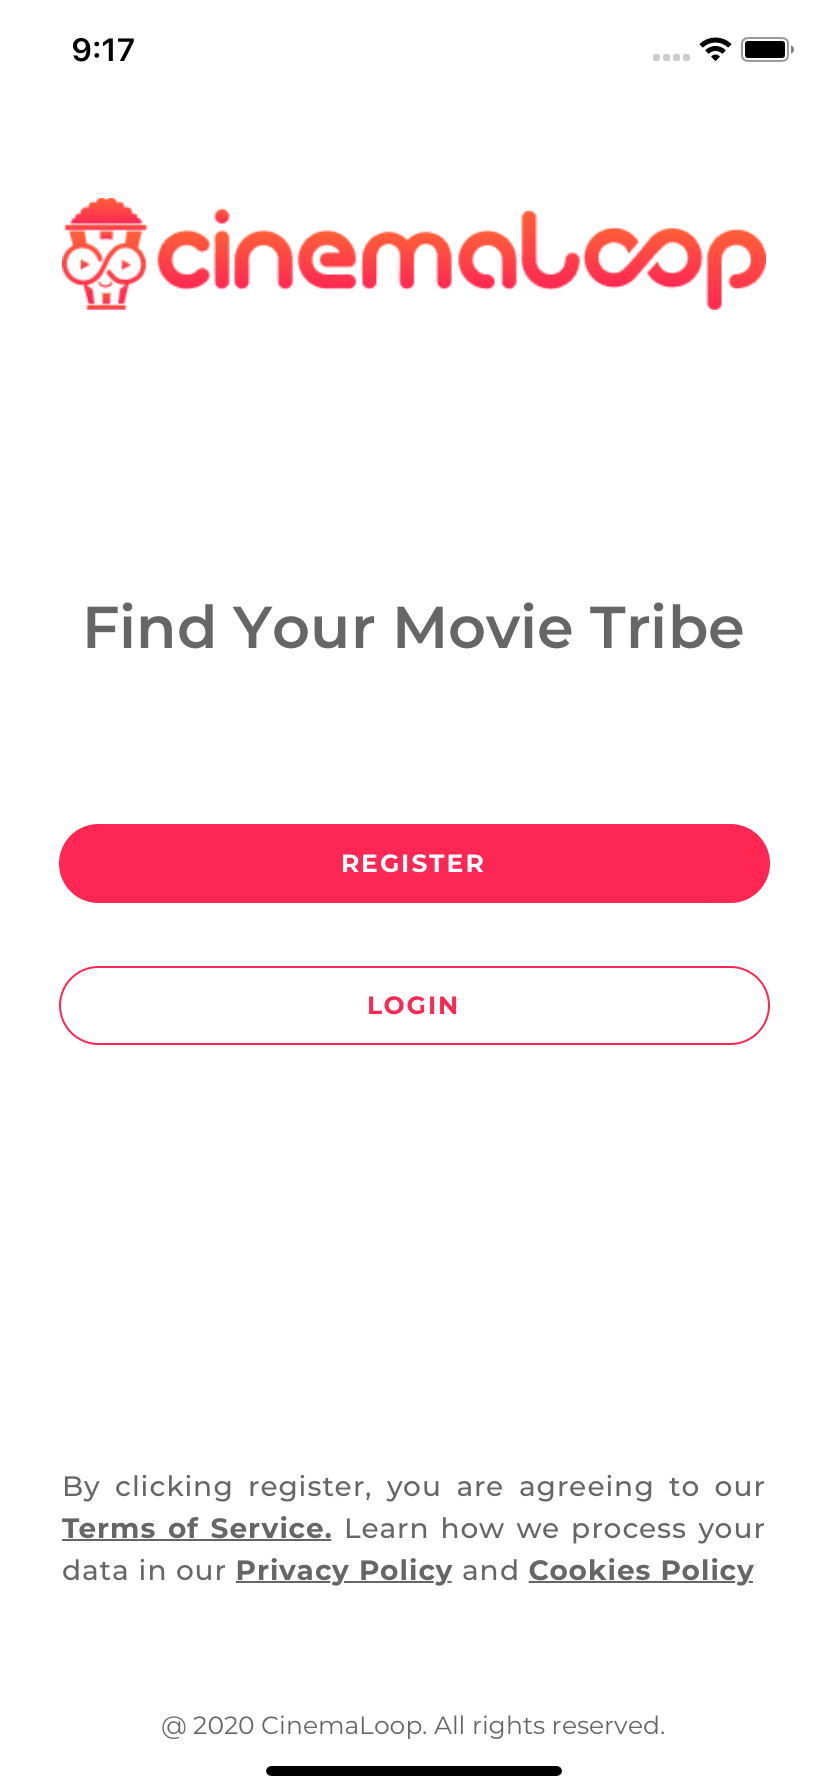 9:17
cinemaLoop
Find Your Movie Tribe
REGISTER
LOGIN
By clicking register, you are agreeing to our
Terms of Service. Learn how we process your
data in our Privacy Policy and Cookies Policy
@ 2020 CinemaLoop. All rights reserved.